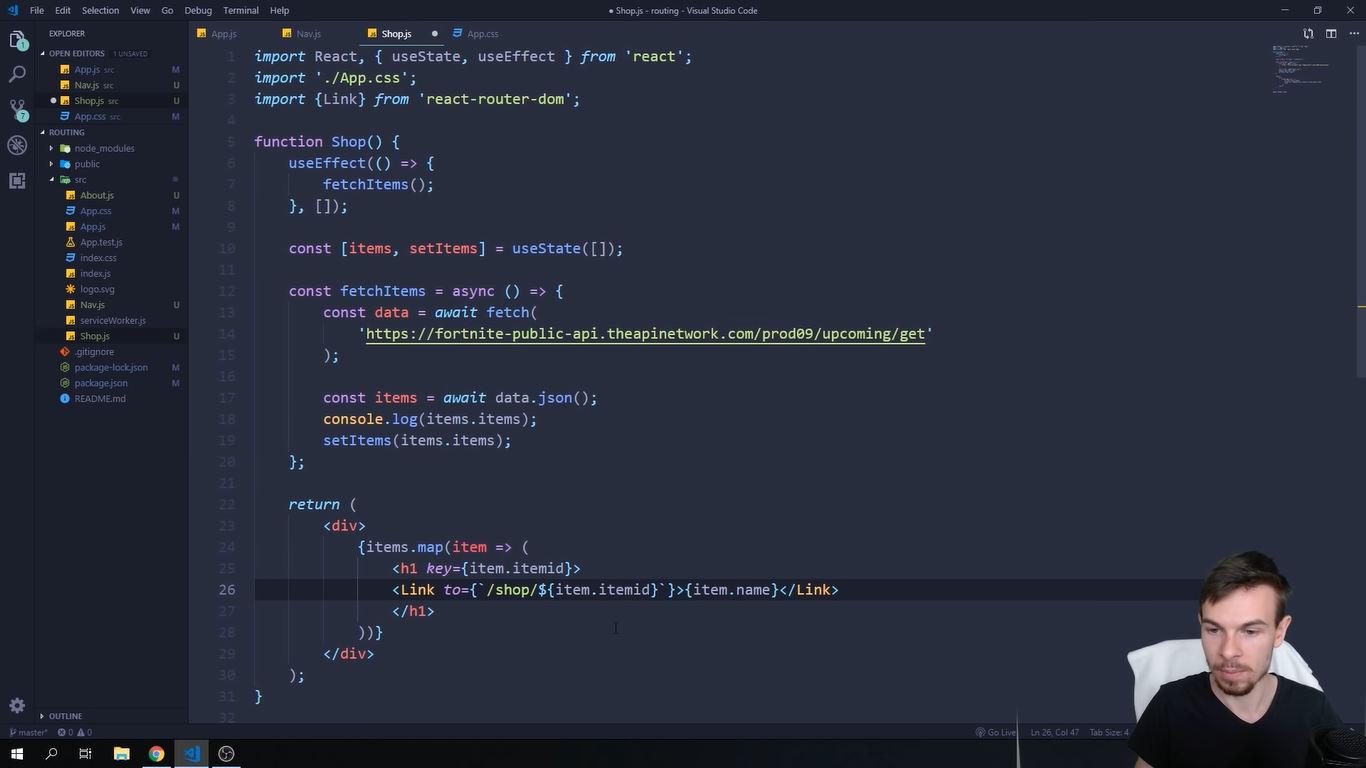 File Edit Selection View Go Debug Terminal Help
● Shop.js - routing - Visual Studio Code
EXPLORER
App.js
Nav.js
Shop.js
App.css
OPEN EDITORS 1 UNSAVED
App.js src M
Nav.js src U
Shop.js src U
App.css src M
ROUTING
node_modules
public
src
About.js U
App.css M
App.js M
App.test.js
index.css
index.js
logo.svg
Nav.js U
serviceWorker.js
Shop.js U
.gitignore
package-lock.json M
package.json M
README.md
OUTLINE
1
7
1 import React, { useState, useEffect } from 'react';
2 import './App.css';
3 import {Link} from 'react-router-dom';
4
5 function Shop() {
6 useEffect(() => {
7 fetchItems();
8 }, []);
9
10 const [items, setItems] = useState([]);
11
12 const fetchItems = async () => {
13 const data = await fetch(
14 'https://fortnite-public-api.theapinetwork.com/prod09/upcoming/get'
15 );
16
17 const items = await data.json();
18 console.log(items.items);
19 setItems(items.items);
20 };
21
22 return (
23 <div>
24 {items.map(item => (
25 <h1 key={item.itemid}>
26 <Link to={`/shop/${item.itemid}`}>{item.name}</Link>
27 </h1>
28 ))}
29 </div>
30 );
31 }
32
master* 0 0
Go Live
Ln 26, Col 47
Tab Size: 4